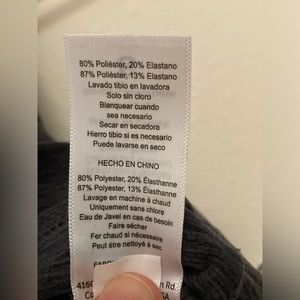 80% Poliéster, 20% Elastano
87% Poliéster, 13% Elastano
Lavado tibio en lavadora
Solo sin cloro
Blanquear cuando
sea necesario
Secar en secadora
Hierro tibio si es necesario
Puede lavarse en seco
HECHO EN CHINO
80% Polyester, 20% Élasthanne
87% Polyester, 13% Élasthanne
Lavage en machine à chaud
Uniquement sans chlore
Eau de Javel en cas de besoin
Faire sécher
Fer chaud si nécessaire
Peut être nettoyé à sec
4160
Rd